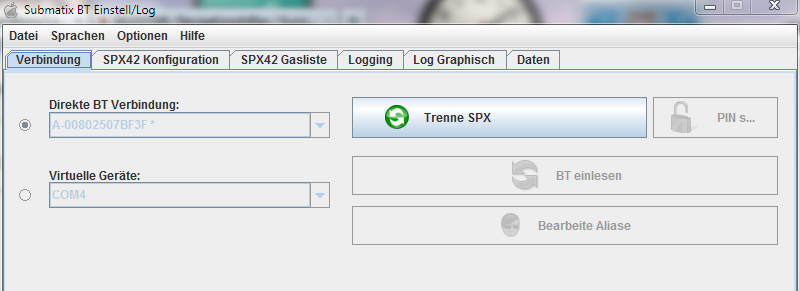 Submatix BT Einstell/Log
Datei Sprachen Optionen Hilfe
Verbindung SPX42 Konfiguration SPX42 Gasliste Logging Log Graphisch Daten
Direkte BT Verbindung:
A-00802507BF3F *
Trenne SPX
PIN s...
BT einlesen
Virtuelle Geräte:
COM4
Bearbeite Aliase